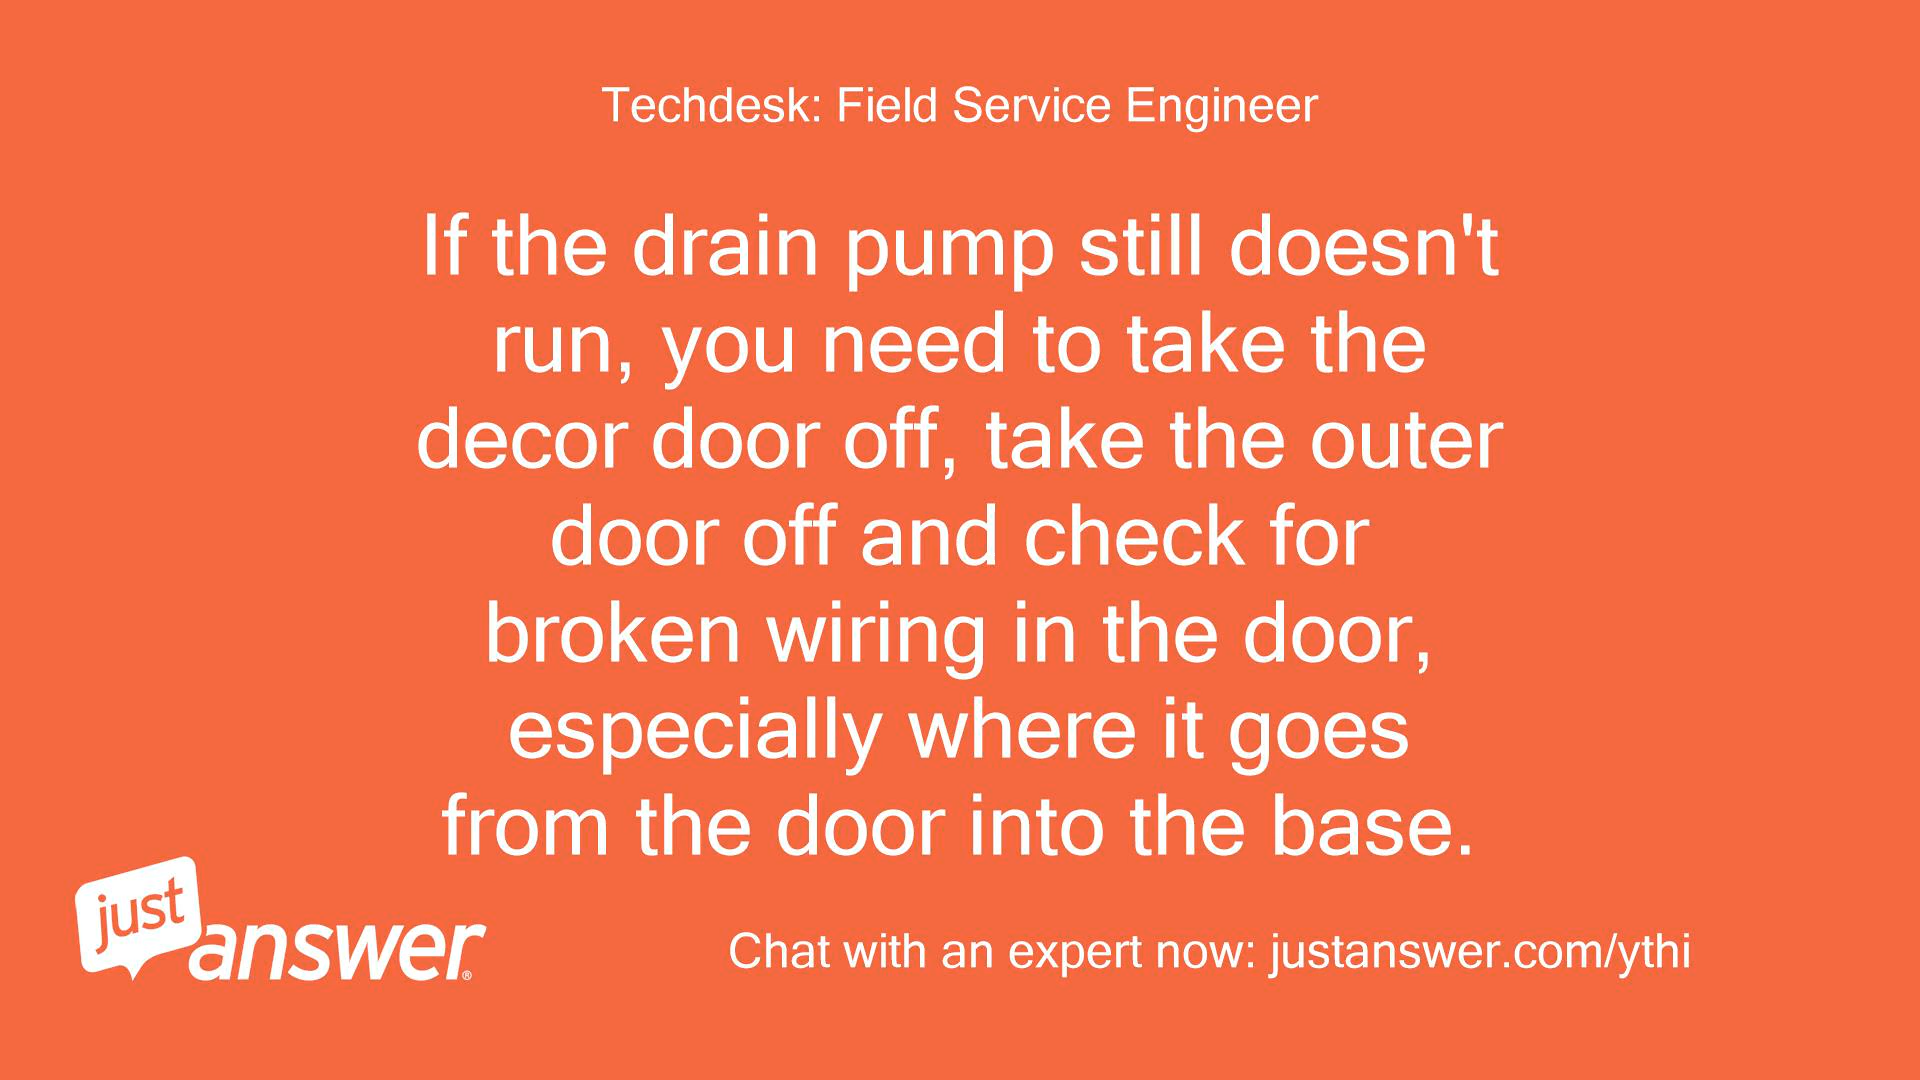 Techdesk: Field Service Engineer
If the drain pump still doesn't
run, you need to take the
decor door off, take the outer
door off and check for
broken wiring in the door,
especially where it goes
from the door into the base.
just
answer®
Chat with an expert now: justanswer.com/ythi